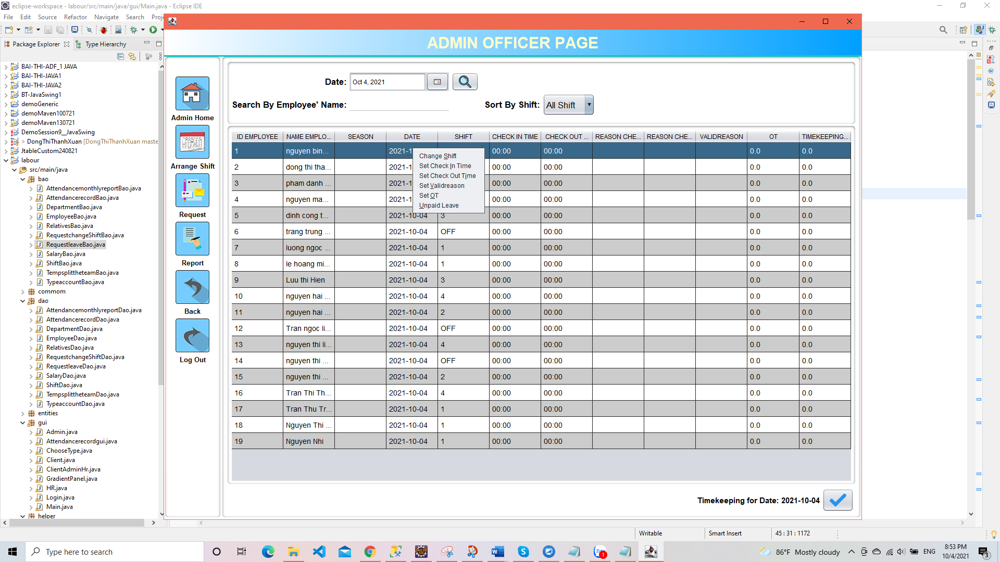 eclipse-workspace - labour/src/main/java/gui/Main.java - Eclipse IDE
File Edit Source Refactor Navigate Search Proj
Package Explorer
Type Hierarchy
BAI-THI-ADF_1 JAVA
BAI-THI-JAVA1
BAI-THI-JAVA2
BT-JavaSwing1
demoGeneric
demoMaven100721
demoMaven130721
DemoSession9__JavaSwing
> DongThiThanhXuan [DongThiThanhXuan maste
JtableCustom240821
labour
src/main/java
bao
AttendancemonthlyreportBao.java
AttendancerecordBao.java
DepartmentBao.java
EmployeeBao.java
RelativesBao.java
RequestchangeShiftBao.java
RequestleaveBao.java
SalaryBao.java
ShiftBao.java
TempsplittheteamBao.java
TypeaccountBao.java
commom
dao
AttendancemonthlyreportDao.java
AttendancerecordDao.java
DepartmentDao.java
EmployeeDao.java
RelativesDao.java
RequestchangeShiftDao.java
RequestleaveDao.java
SalaryDao.java
ShiftDao.java
TempsplittheteamDao.java
TypeaccountDao.java
entities
gui
Admin.java
Attendancerecordgui.java
ChooseType.java
Client.java
ClientAdminHr.java
GradientPanel.java
HR.java
Login.java
Main.java
helper
ADMIN OFFICER PAGE
Admin Home
Arrange Shift
Request
Report
Back
Log Out
Date: Oct 4, 2021
Search By Employee' Name:
Sort By Shift: All Shift
ID EMPLOYEE NAME EMPLO... SEASON DATE SHIFT CHECK IN TIME CHECK OUT ... REASON CHE... REASON CHE... VALIDREASON OT TIMEKEEPING...
1 nguyen bin... 2021-1 00:00 00:00 0.0 0.0
2 dong thi tha... 2021-1 00:00 00:00 0.0 0.0
3 pham danh ... 2021-1 00:00 00:00 0.0 0.0
4 nguyen ma... 2021-1 00:00 00:00 0.0 0.0
5 dinh cong t... 2021-10-04 3 00:00 00:00 0.0 0.0
6 trang trung ... 2021-10-04 OFF 00:00 00:00 0.0 0.0
7 luong ngoc ... 2021-10-04 1 00:00 00:00 0.0 0.0
8 le hoang mi... 2021-10-04 1 00:00 00:00 0.0 0.0
9 Luu thi Hien 2021-10-04 3 00:00 00:00 0.0 0.0
10 nguyen hai ... 2021-10-04 4 00:00 00:00 0.0 0.0
11 nguyen hai ... 2021-10-04 2 00:00 00:00 0.0 0.0
12 Tran ngoc li... 2021-10-04 OFF 00:00 00:00 0.0 0.0
13 nguyen thi li... 2021-10-04 4 00:00 00:00 0.0 0.0
14 nguyen thi ... 2021-10-04 OFF 00:00 00:00 0.0 0.0
15 nguyen thi ... 2021-10-04 2 00:00 00:00 0.0 0.0
16 Tran Thi Th... 2021-10-04 4 00:00 00:00 0.0 0.0
17 Tran Thu Tr... 2021-10-04 1 00:00 00:00 0.0 0.0
18 Nguyen Thi ... 2021-10-04 1 00:00 00:00 0.0 0.0
19 Nguyen Nhi 2021-10-04 1 00:00 00:00 0.0 0.0
Change Shift
Set Check In Time
Set Check Out Time
Set Validreason
Set OT
Unpaid Leave
Timekeeping for Date: 2021-10-04
Writable Smart Insert 45 : 31 : 1172
Type here to search
86°F Mostly cloudy
ENG
8:53 PM
10/4/2021
3
1